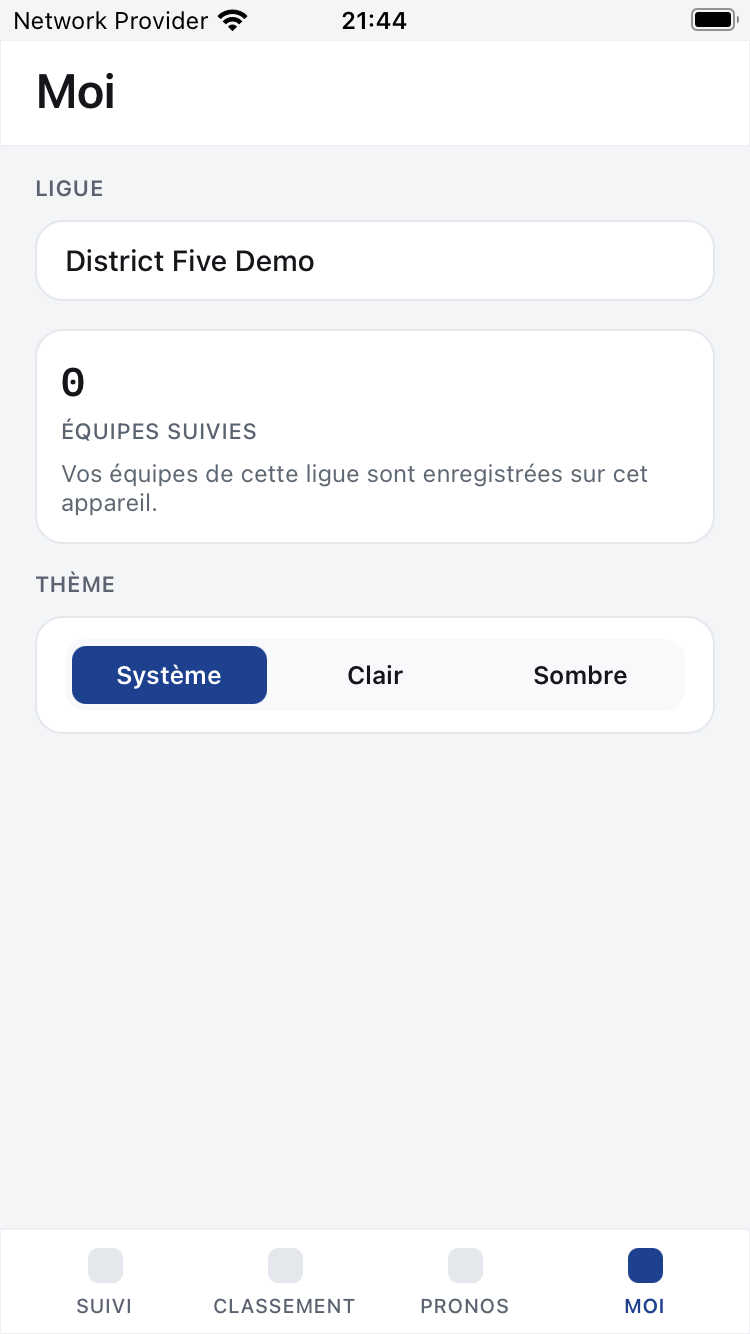 Network Provider 21:44
Moi
LIGUE
District Five Demo
0
ÉQUIPES SUIVIES
Vos équipes de cette ligue sont enregistrées sur cet
appareil.
THÈME
Système Clair Sombre
SUIVI CLASSEMENT PRONOS MOI